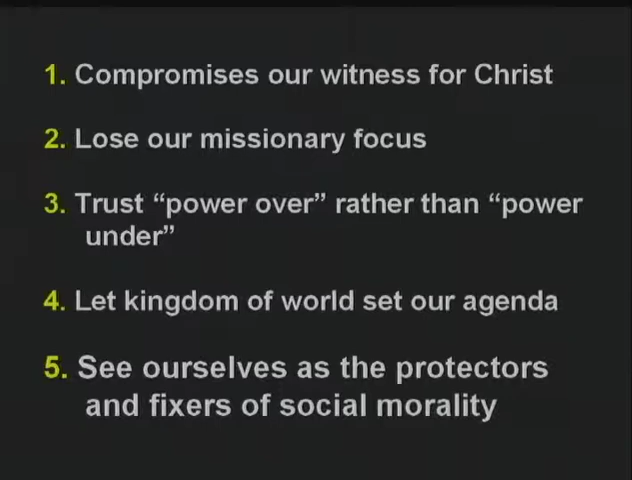 1. Compromises our witness for Christ
2. Lose our missionary focus
3. Trust “power over” rather than “power
under”
4. Let kingdom of world set our agenda
5. See ourselves as the protectors
and fixers of social morality